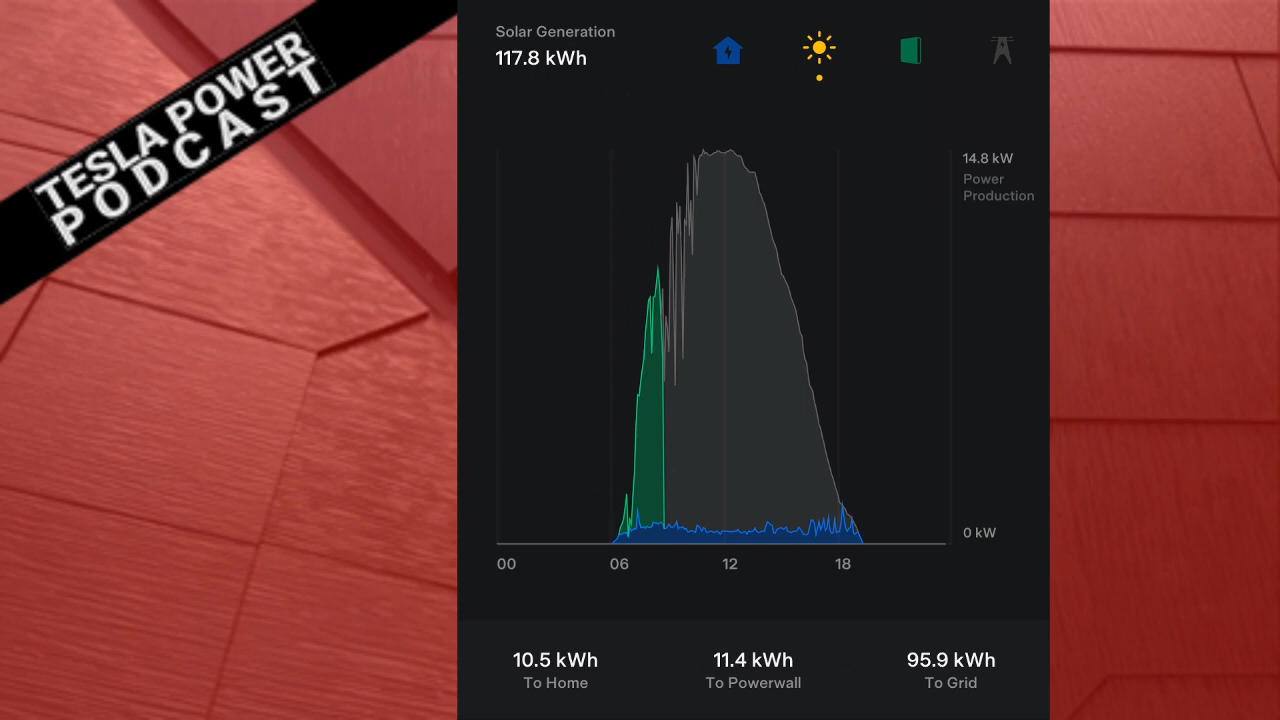 TESLA POWER
PODCAST
Solar Generation
117.8 kWh
14.8 kW
Power
Production
0 kW
00 06 12 18
10.5 kWh 11.4 kWh 95.9 kWh
To Home To Powerwall To Grid